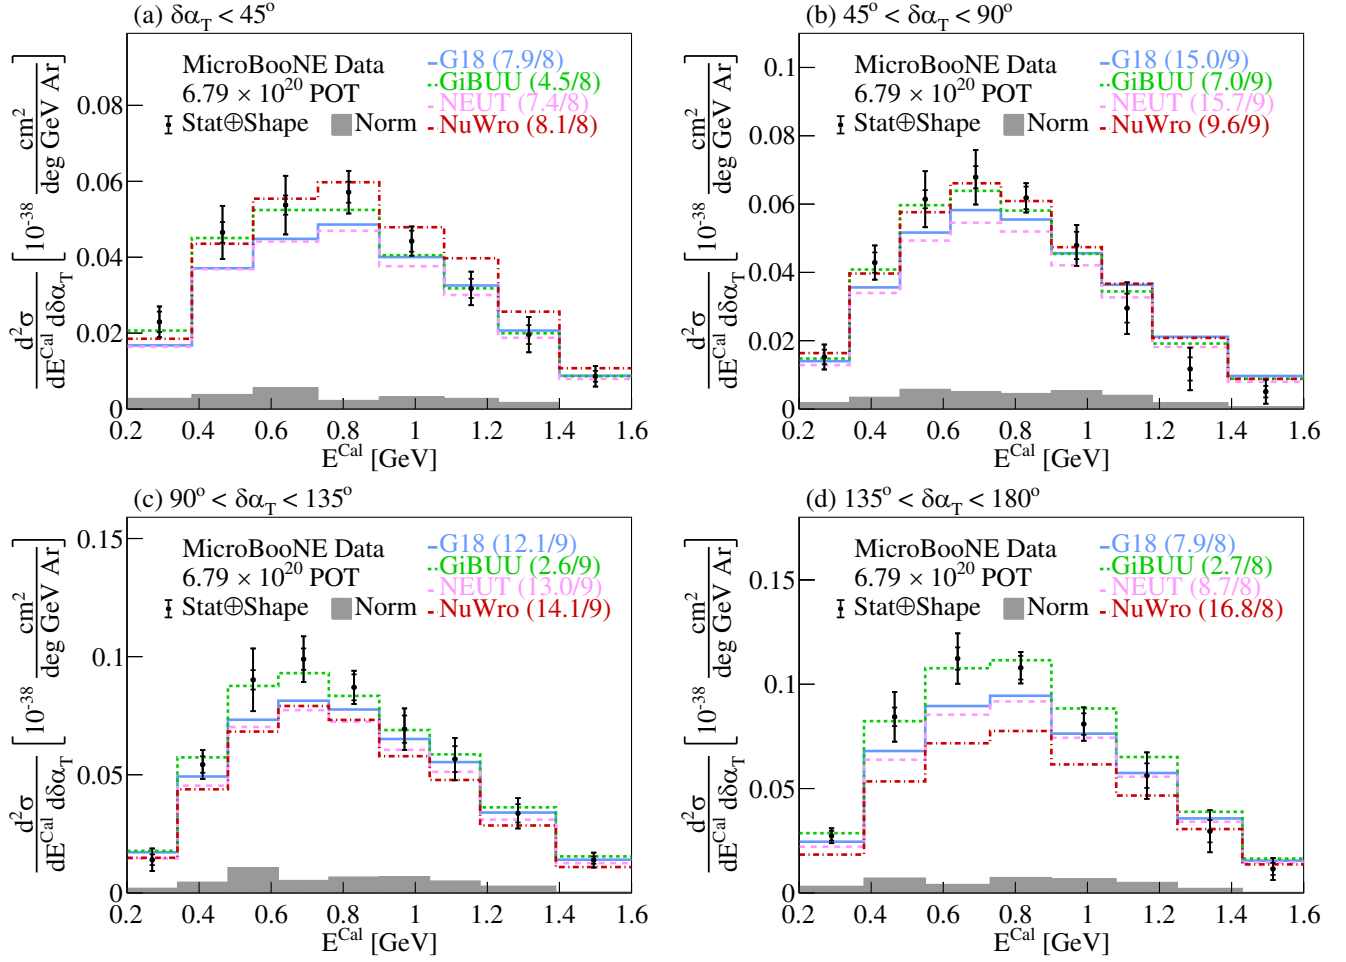 (a) δα_T < 45°
MicroBooNE Data
6.79 × 10^20 POT
Stat⊕Shape Norm
G18 (7.9/8)
GiBUU (4.5/8)
NEUT (7.4/8)
NuWro (8.1/8)
d²σ / dE^Cal dδα_T [10^-38 cm² / deg GeV Ar]
0.08
0.06
0.04
0.02
0
0.2 0.4 0.6 0.8 1 1.2 1.4 1.6
E^Cal [GeV]
(b) 45° < δα_T < 90°
MicroBooNE Data
6.79 × 10^20 POT
Stat⊕Shape Norm
G18 (15.0/9)
GiBUU (7.0/9)
NEUT (15.7/9)
NuWro (9.6/9)
d²σ / dE^Cal dδα_T [10^-38 cm² / deg GeV Ar]
0.1
0.08
0.06
0.04
0.02
0
0.2 0.4 0.6 0.8 1 1.2 1.4 1.6
E^Cal [GeV]
(c) 90° < δα_T < 135°
MicroBooNE Data
6.79 × 10^20 POT
Stat⊕Shape Norm
G18 (12.1/9)
GiBUU (2.6/9)
NEUT (13.0/9)
NuWro (14.1/9)
d²σ / dE^Cal dδα_T [10^-38 cm² / deg GeV Ar]
0.15
0.1
0.05
0
0.2 0.4 0.6 0.8 1 1.2 1.4 1.6
E^Cal [GeV]
(d) 135° < δα_T < 180°
MicroBooNE Data
6.79 × 10^20 POT
Stat⊕Shape Norm
G18 (7.9/8)
GiBUU (2.7/8)
NEUT (8.7/8)
NuWro (16.8/8)
d²σ / dE^Cal dδα_T [10^-38 cm² / deg GeV Ar]
0.15
0.1
0.05
0
0.2 0.4 0.6 0.8 1 1.2 1.4 1.6
E^Cal [GeV]